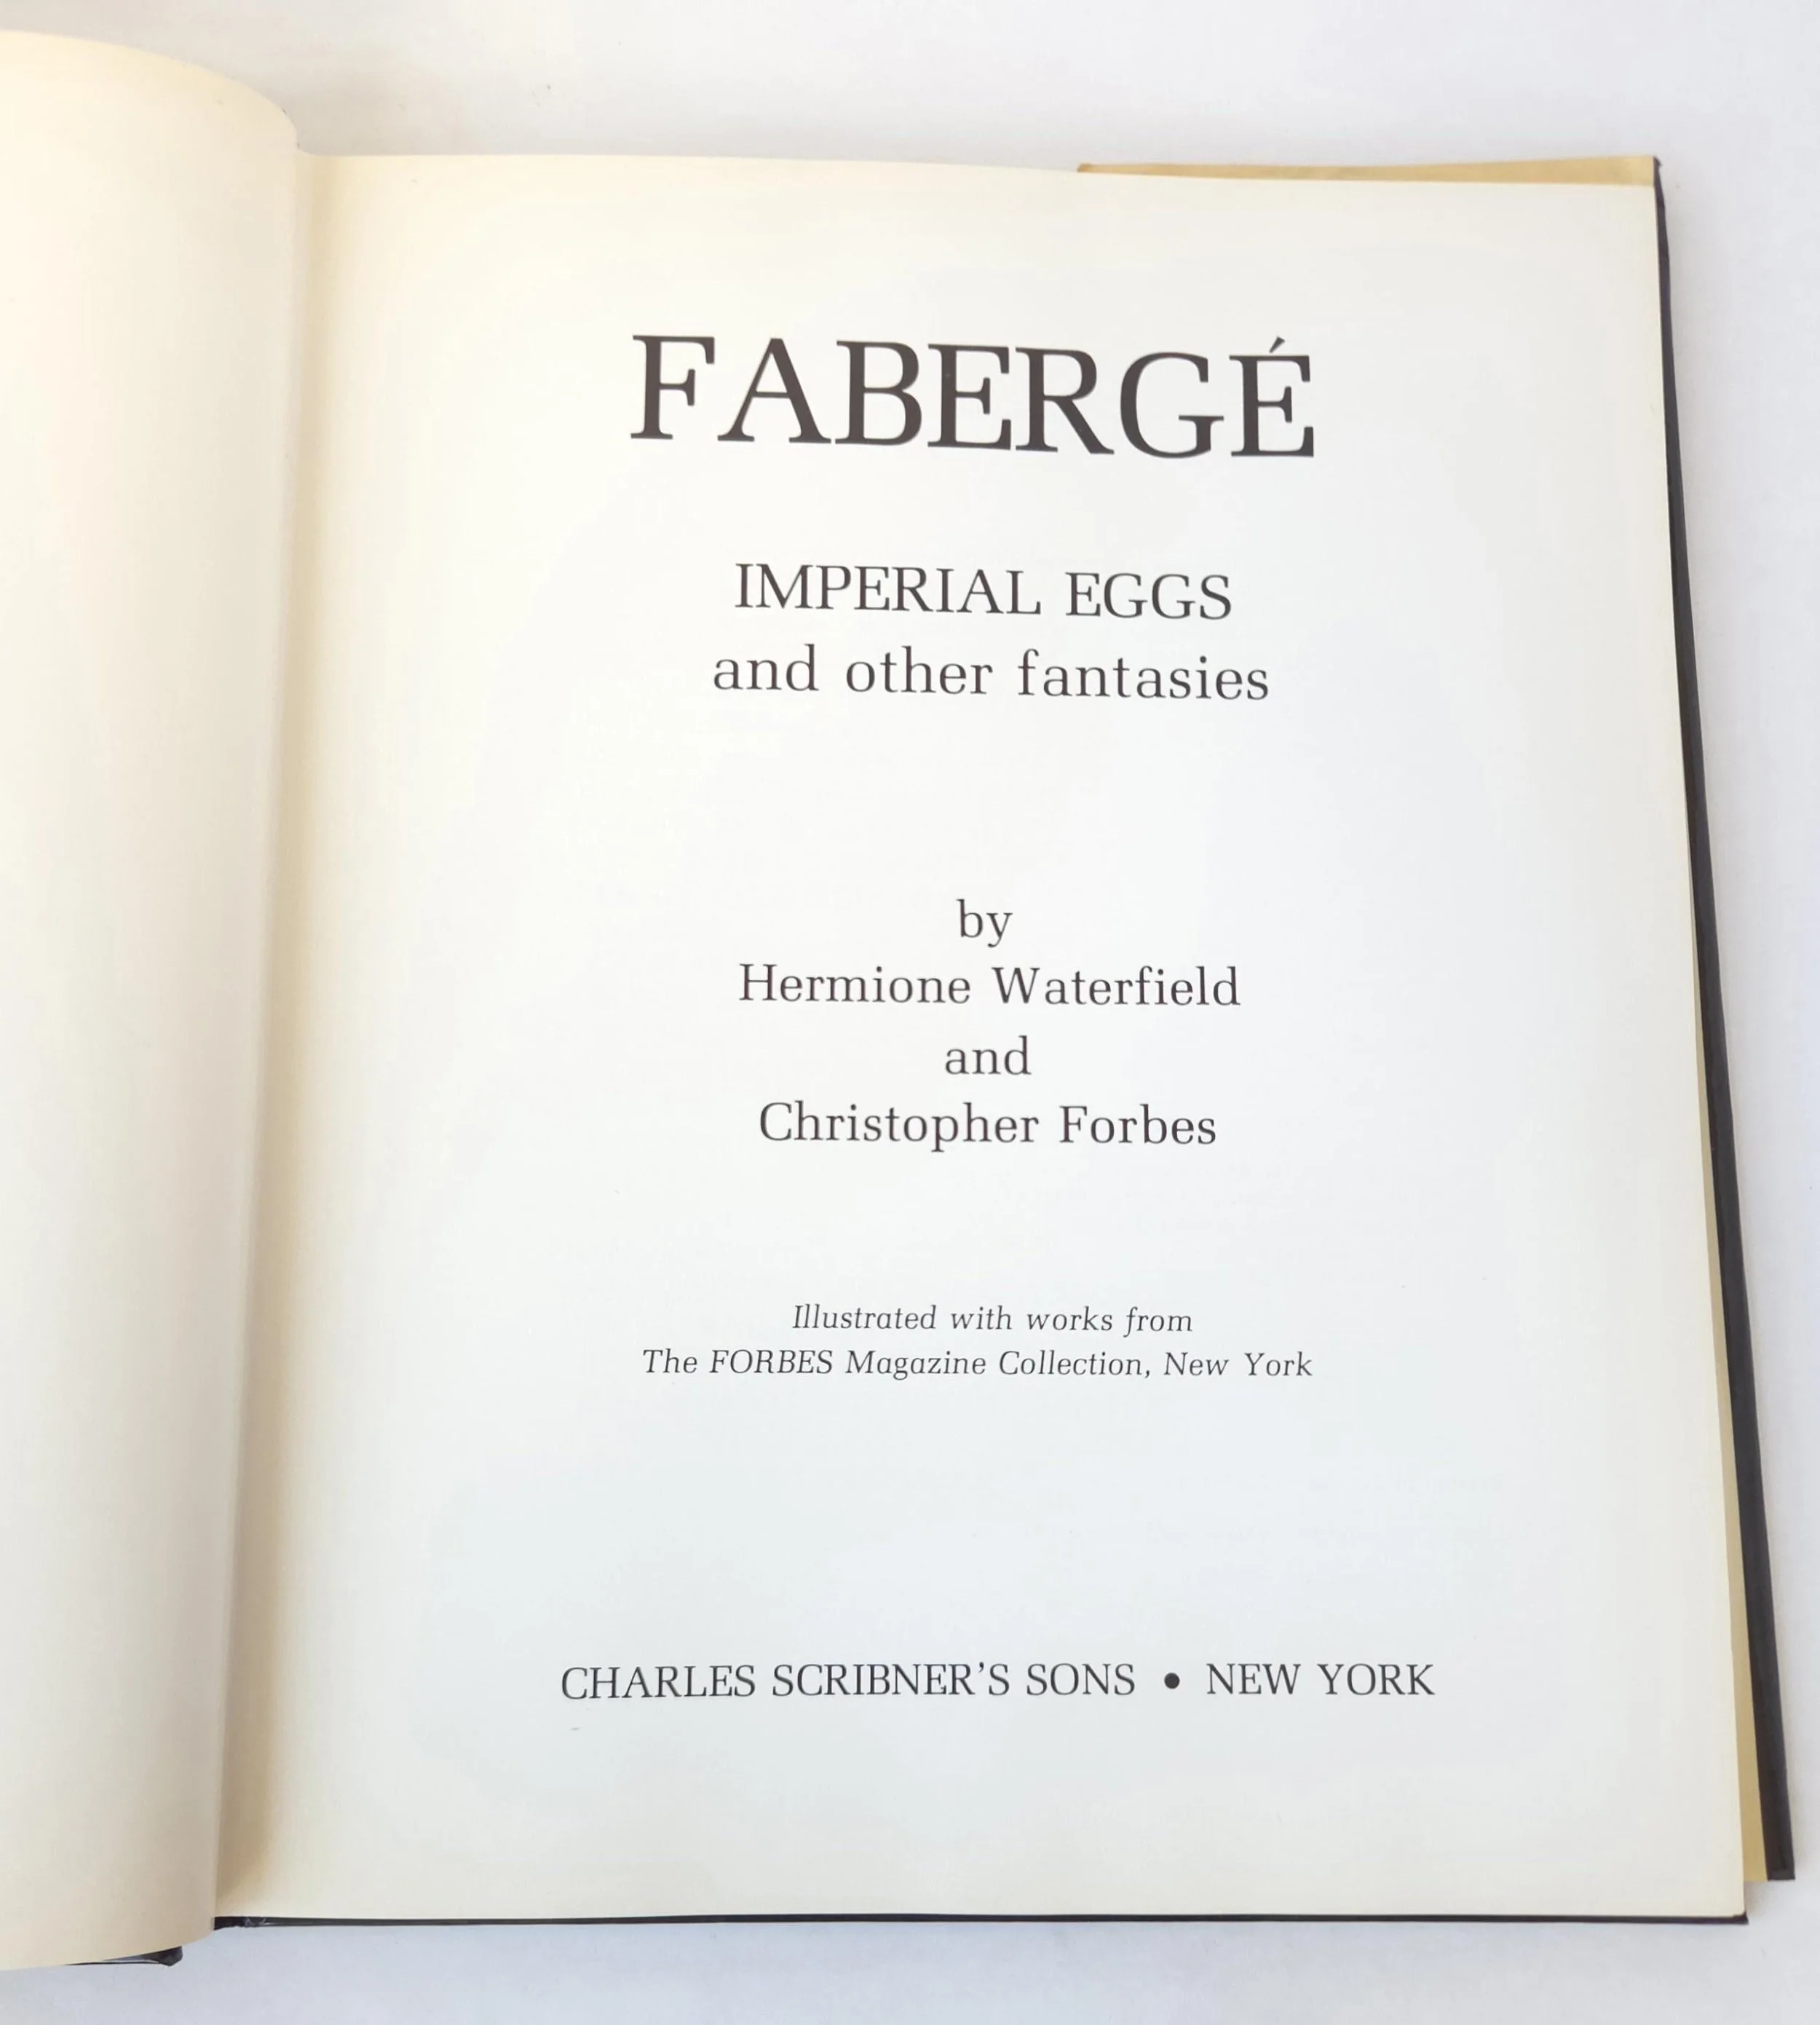 FABERGÉ
IMPERIAL EGGS
and other fantasies
by
Hermione Waterfield
and
Christopher Forbes
Illustrated with works from
The FORBES Magazine Collection, New York
CHARLES SCRIBNER'S SONS • NEW YORK